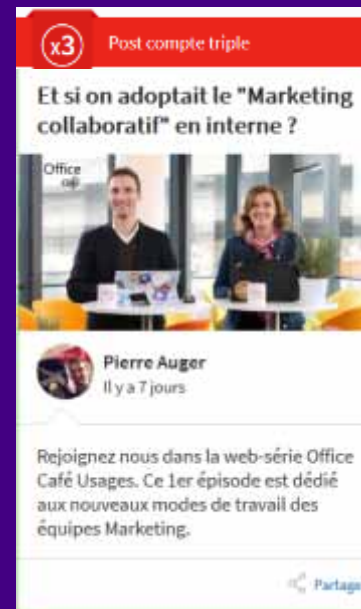 x3 Post compte triple
Et si on adoptait le "Marketing
collaboratif" en interne ?
Office
café
Pierre Auger
Il y a 7 jours
Rejoignez nous dans la web-série Office
Café Usages. Ce 1er épisode est dédié
aux nouveaux modes de travail des
équipes Marketing.
Partage